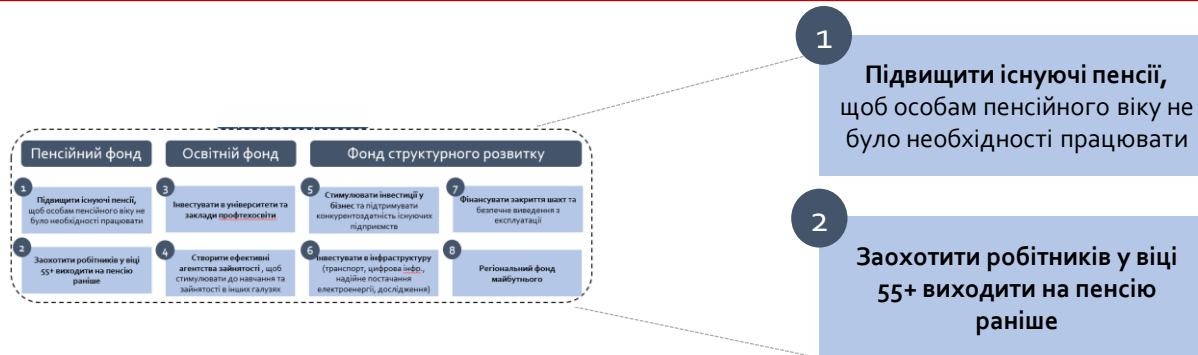 Пенсійний фонд
1
Підвищити існуючі пенсії,
щоб особам пенсійного віку не
було необхідності працювати
2
Заохотити робітників у віці
55+ виходити на пенсію
раніше
Освітній фонд
3
Інвестувати в університети та
заклади профтехосвіти
4
Створити ефективні
агентства зайнятості , щоб
стимулювати до навчання та
зайнятості в інших галузях
Фонд структурного розвитку
5
Стимулювати інвестиції у
бізнес та підтримувати
конкурентоздатність існуючих
підприємств
6
Інвестувати в інфраструктуру
(транспорт, цифрова інфр.,
надійне постачання
електроенергії, дослідження)
7
Фінансувати закриття шахт та
безпечне виведення з
експлуатації
8
Регіональний фонд
майбутнього
1
Підвищити існуючі пенсії,
щоб особам пенсійного віку не
було необхідності працювати
2
Заохотити робітників у віці
55+ виходити на пенсію
раніше